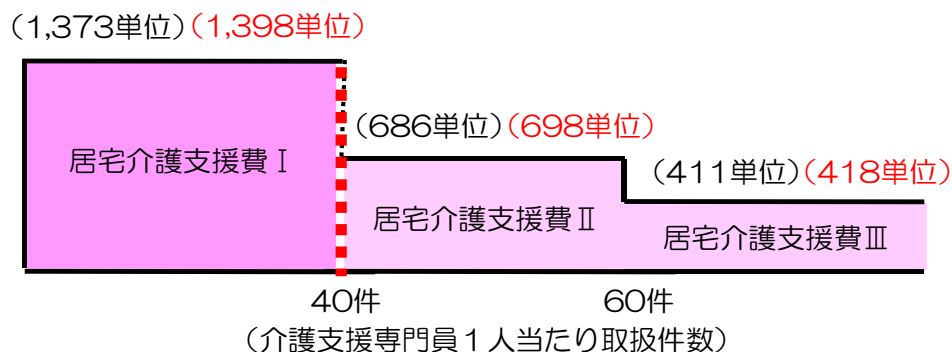 （1,373単位）（1,398単位）
（686単位）（698単位）
（411単位）（418単位）
居宅介護支援費Ⅰ
居宅介護支援費Ⅱ
居宅介護支援費Ⅲ
40件
60件
（介護支援専門員１人当たり取扱件数）